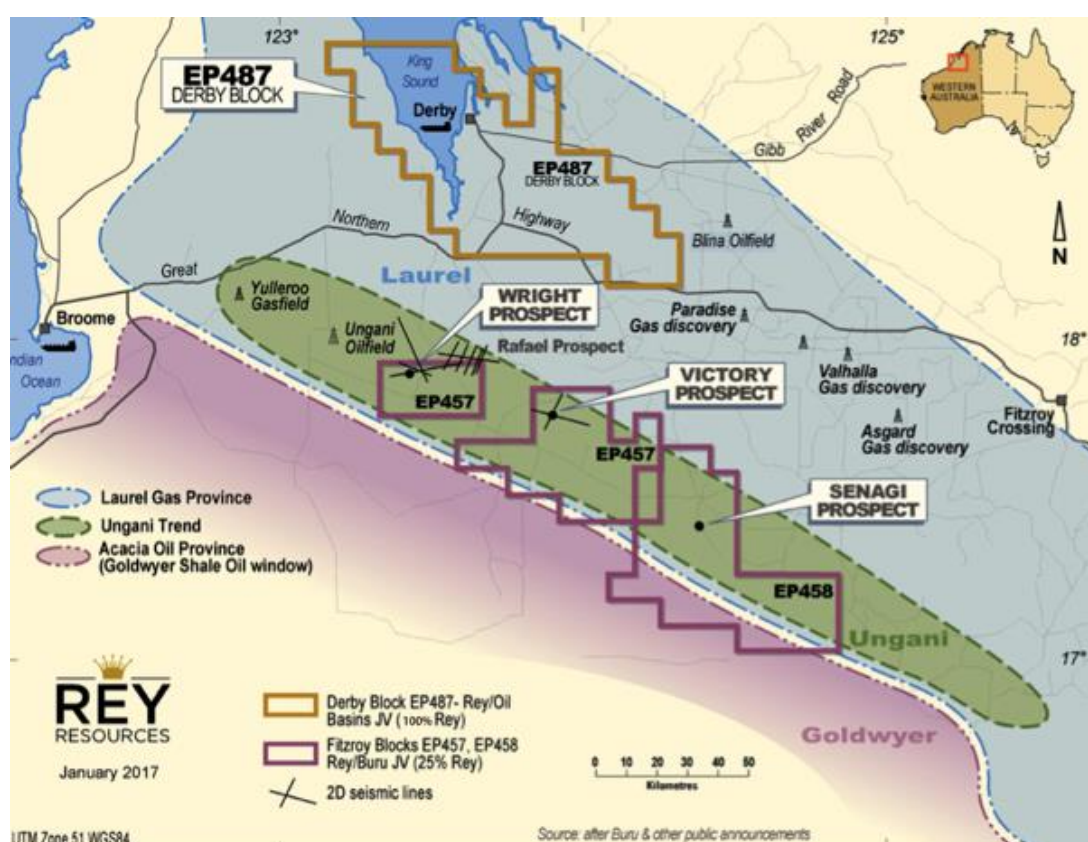 123°
125°
EP487
DERBY BLOCK
King
Sound
Derby
WESTERN
AUSTRALIA
Gibb River Road
EP487
DERBY BLOCK
N
Great Northern Highway
Blina Oilfield
Laurel
Yulleroo
Gasfield
WRIGHT
PROSPECT
Paradise
Gas discovery
Broome
Ungani
Oilfield
Rafael Prospect
18°
ndian
Ocean
VICTORY
PROSPECT
Valhalla
Gas discovery
EP457
Fitzroy
Crossing
Asgard
Gas discovery
EP457
SENAGI
PROSPECT
Laurel Gas Province
Ungani Trend
Acacia Oil Province
(Goldwyer Shale Oil window)
EP458
Ungani
17°
REY
RESOURCES
January 2017
Goldwyer
Derby Block EP487- Rey/Oil
Basins JV (100% Rey)
Fitzroy Blocks EP457, EP458
Rey/Buru JV (25% Rey)
2D seismic lines
0 10 20 30 40 50
Kilometres
UTM Zone 51 WGS84
Source: after Buru & other public announcements